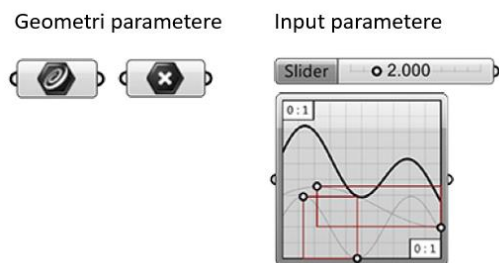 Geometri parametere
Input parametere
Slider 2.000
0:1
0:1